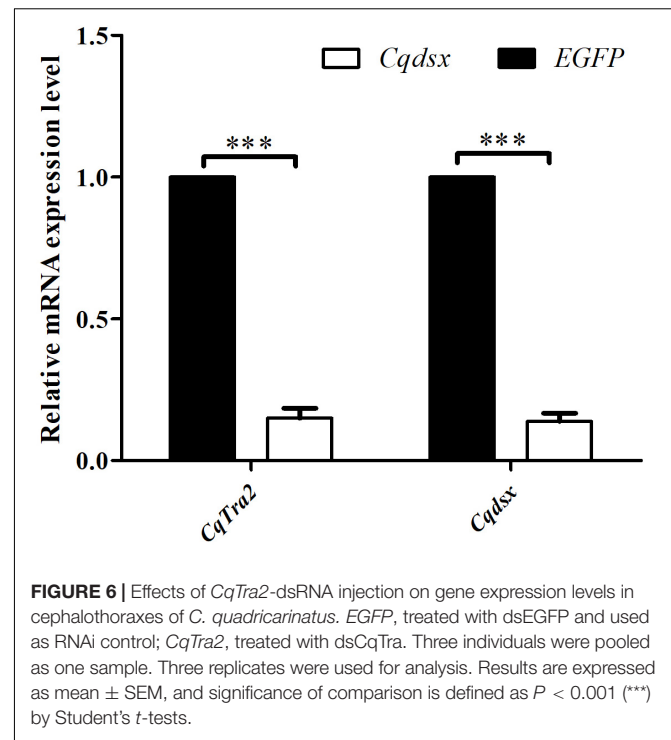 1.5
Cqdsx
EGFP
***
***
1.0
0.5
0.0
Relative mRNA expression level
CqTra2
Cqdsx
FIGURE 6 | Effects of CqTra2-dsRNA injection on gene expression levels in
cephalothoraxes of C. quadricarinatus. EGFP, treated with dsEGFP and used
as RNAi control; CqTra2, treated with dsCqTra. Three individuals were pooled
as one sample. Three replicates were used for analysis. Results are expressed
as mean ± SEM, and significance of comparison is defined as P < 0.001 (***)
by Student's t-tests.